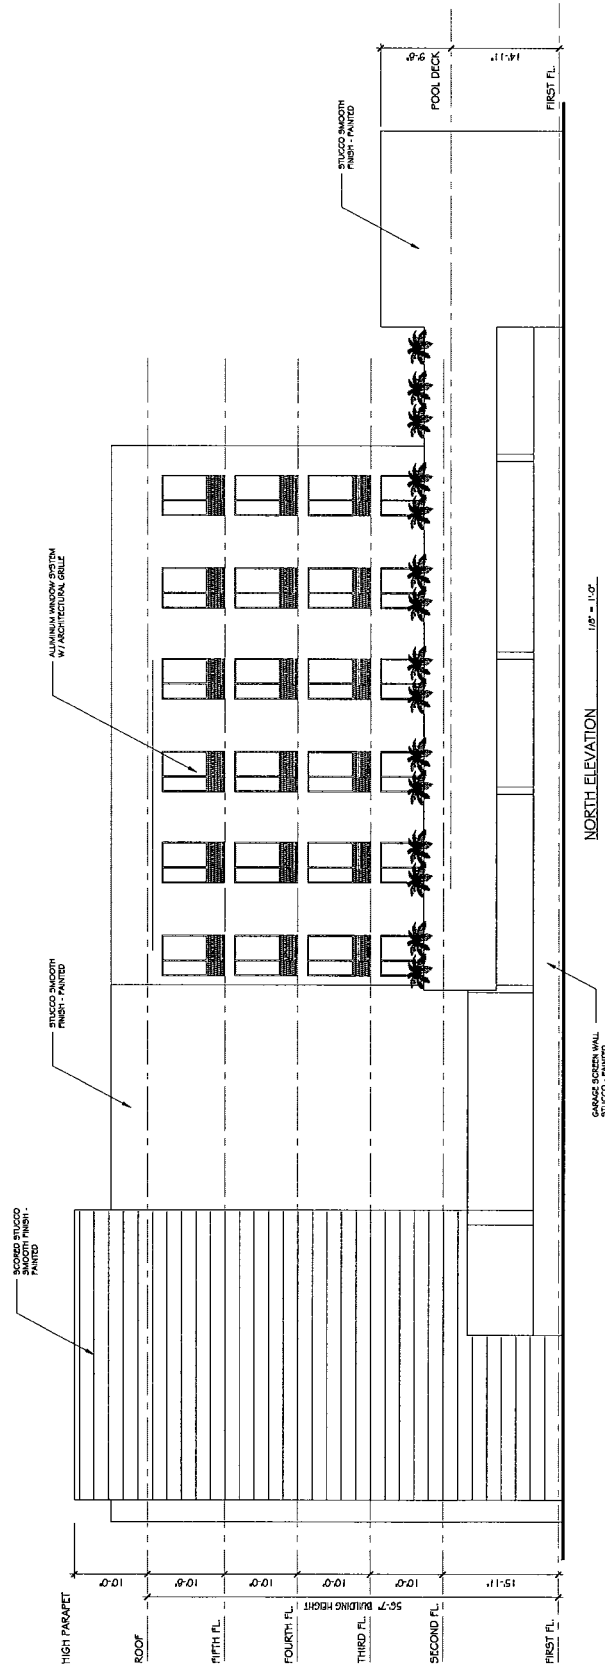 SCORED STUCCO
SMOOTH FINISH -
PAINTED
STUCCO SMOOTH
FINISH - PAINTED
ALUMINUM WINDOW SYSTEM
W/ ARCHITECTURAL GRILLE
STUCCO SMOOTH
FINISH - PAINTED
HIGH PARAPET
10'-0"
ROOF
10'-8"
FIFTH FL.
10'-0"
FOURTH FL.
10'-0"
THIRD FL.
10'-0"
SECOND FL.
15'-11"
FIRST FL.
56'-7" BUILDING HEIGHT
9'-8"
POOL DECK
14'-11"
FIRST FL.
GARAGE SCREEN WALL
STUCCO - PAINTED
NORTH ELEVATION
1/8" = 1'-0"